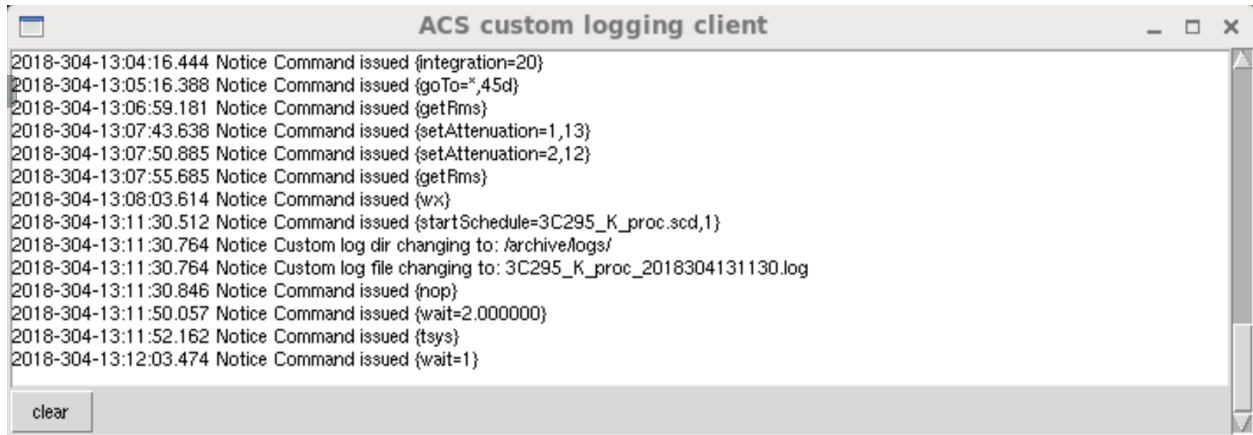 ACS custom logging client
2018-304-13:04:16.444 Notice Command issued {integration=20}
2018-304-13:05:16.388 Notice Command issued {goTo=*,45d}
2018-304-13:06:59.181 Notice Command issued {getRms}
2018-304-13:07:43.638 Notice Command issued {setAttenuation=1,13}
2018-304-13:07:50.885 Notice Command issued {setAttenuation=2,12}
2018-304-13:07:55.685 Notice Command issued {getRms}
2018-304-13:08:03.614 Notice Command issued {wx}
2018-304-13:11:30.512 Notice Command issued {startSchedule=3C295_K_proc.scd,1}
2018-304-13:11:30.764 Notice Custom log dir changing to: /archive/logs/
2018-304-13:11:30.764 Notice Custom log file changing to: 3C295_K_proc_2018304131130.log
2018-304-13:11:30.846 Notice Command issued {nop}
2018-304-13:11:50.057 Notice Command issued {wait=2.000000}
2018-304-13:11:52.162 Notice Command issued {tsys}
2018-304-13:12:03.474 Notice Command issued {wait=1}
clear